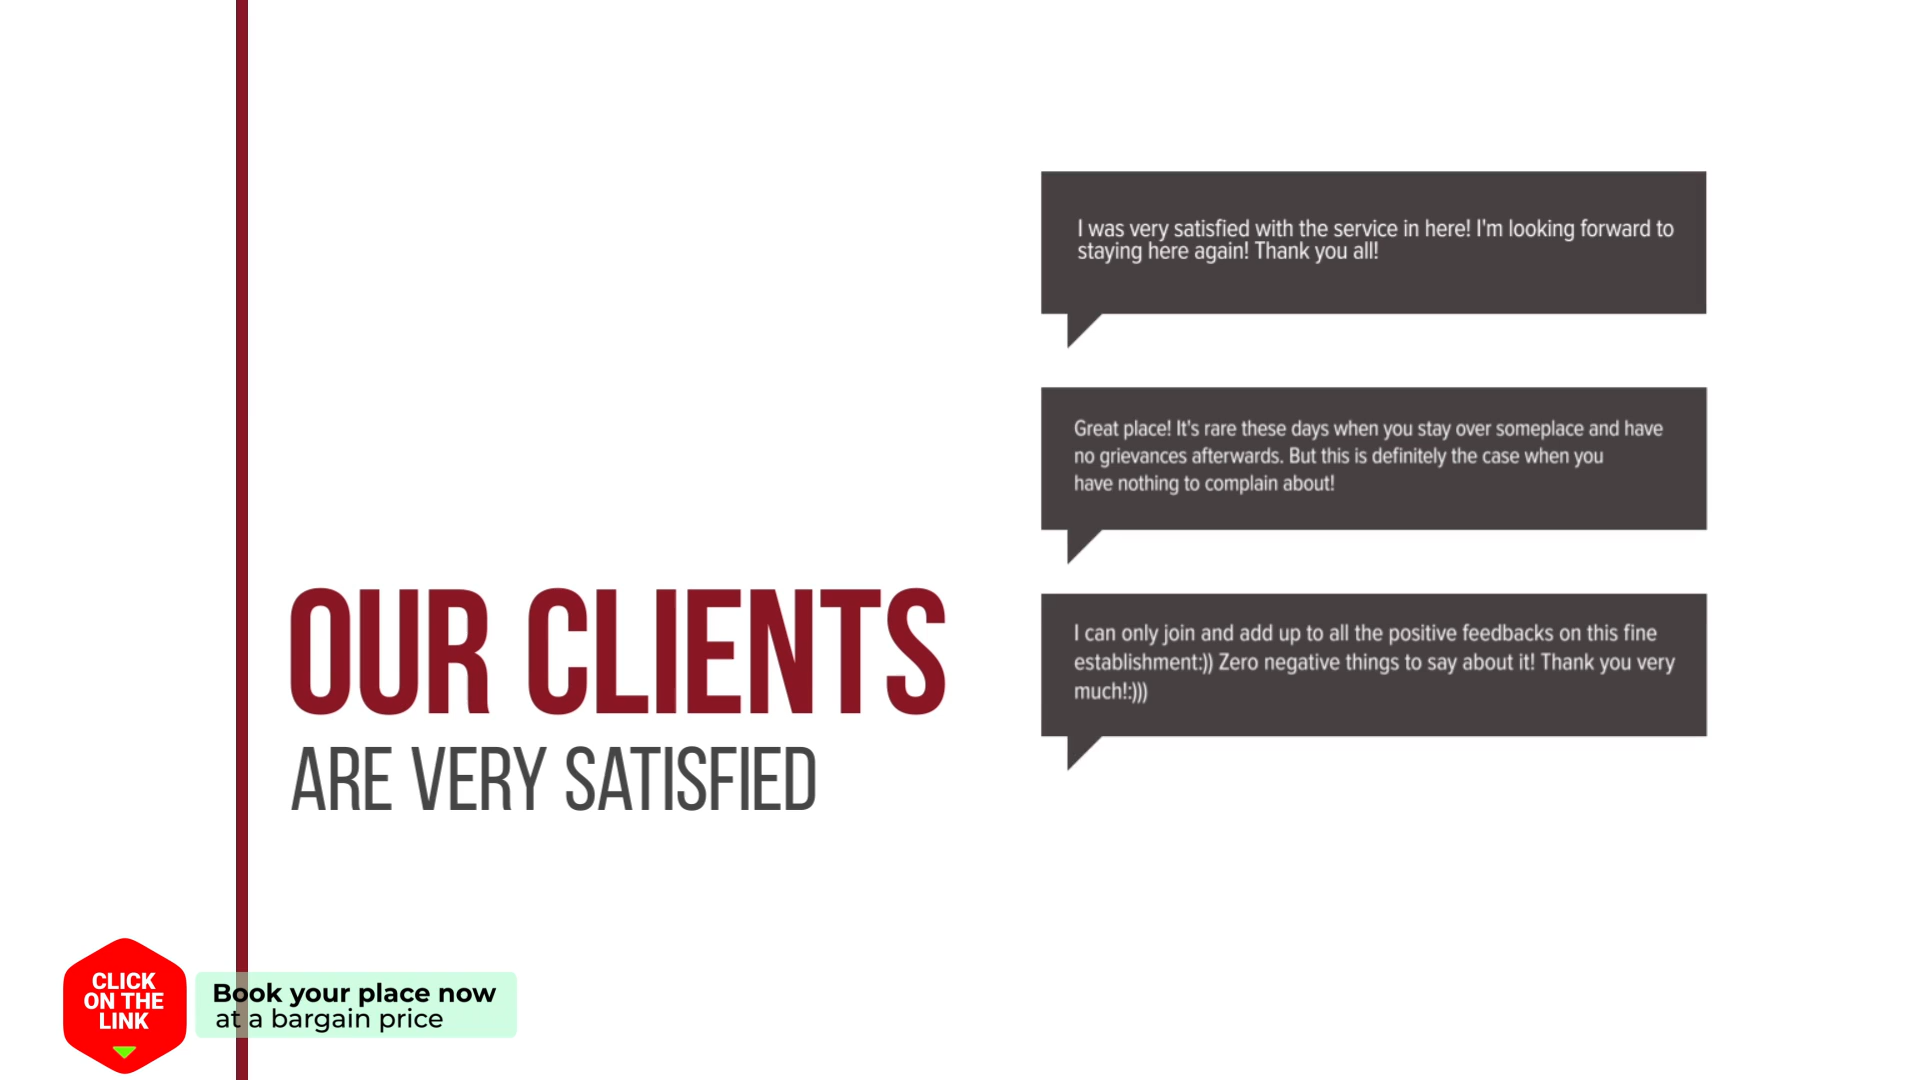 I was very satisfied with the service in here! I'm looking forward to
staying here again! Thank you all!
Great place! It's rare these days when you stay over someplace and have
no grievances afterwards. But this is definitely the case when you
have nothing to complain about!
I can only join and add up to all the positive feedbacks on this fine
establishment:)) Zero negative things to say about it! Thank you very
much!:)))
OUR CLIENTS
ARE VERY SATISFIED
CLICK
ON THE
LINK
Book your place now
at a bargain price